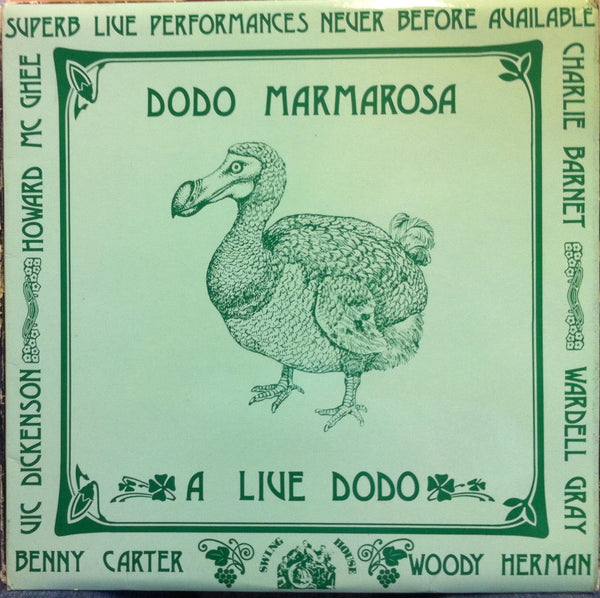 SUPERB LIVE PERFORMANCES NEVER BEFORE AVAILABLE
DODO MARMAROSA
HOWARD MC GHEE
VIC DICKENSON
CHARLIE BARNET
WARDELL GRAY
A LIVE DODO
BENNY CARTER
SWING HOUSE
WOODY HERMAN